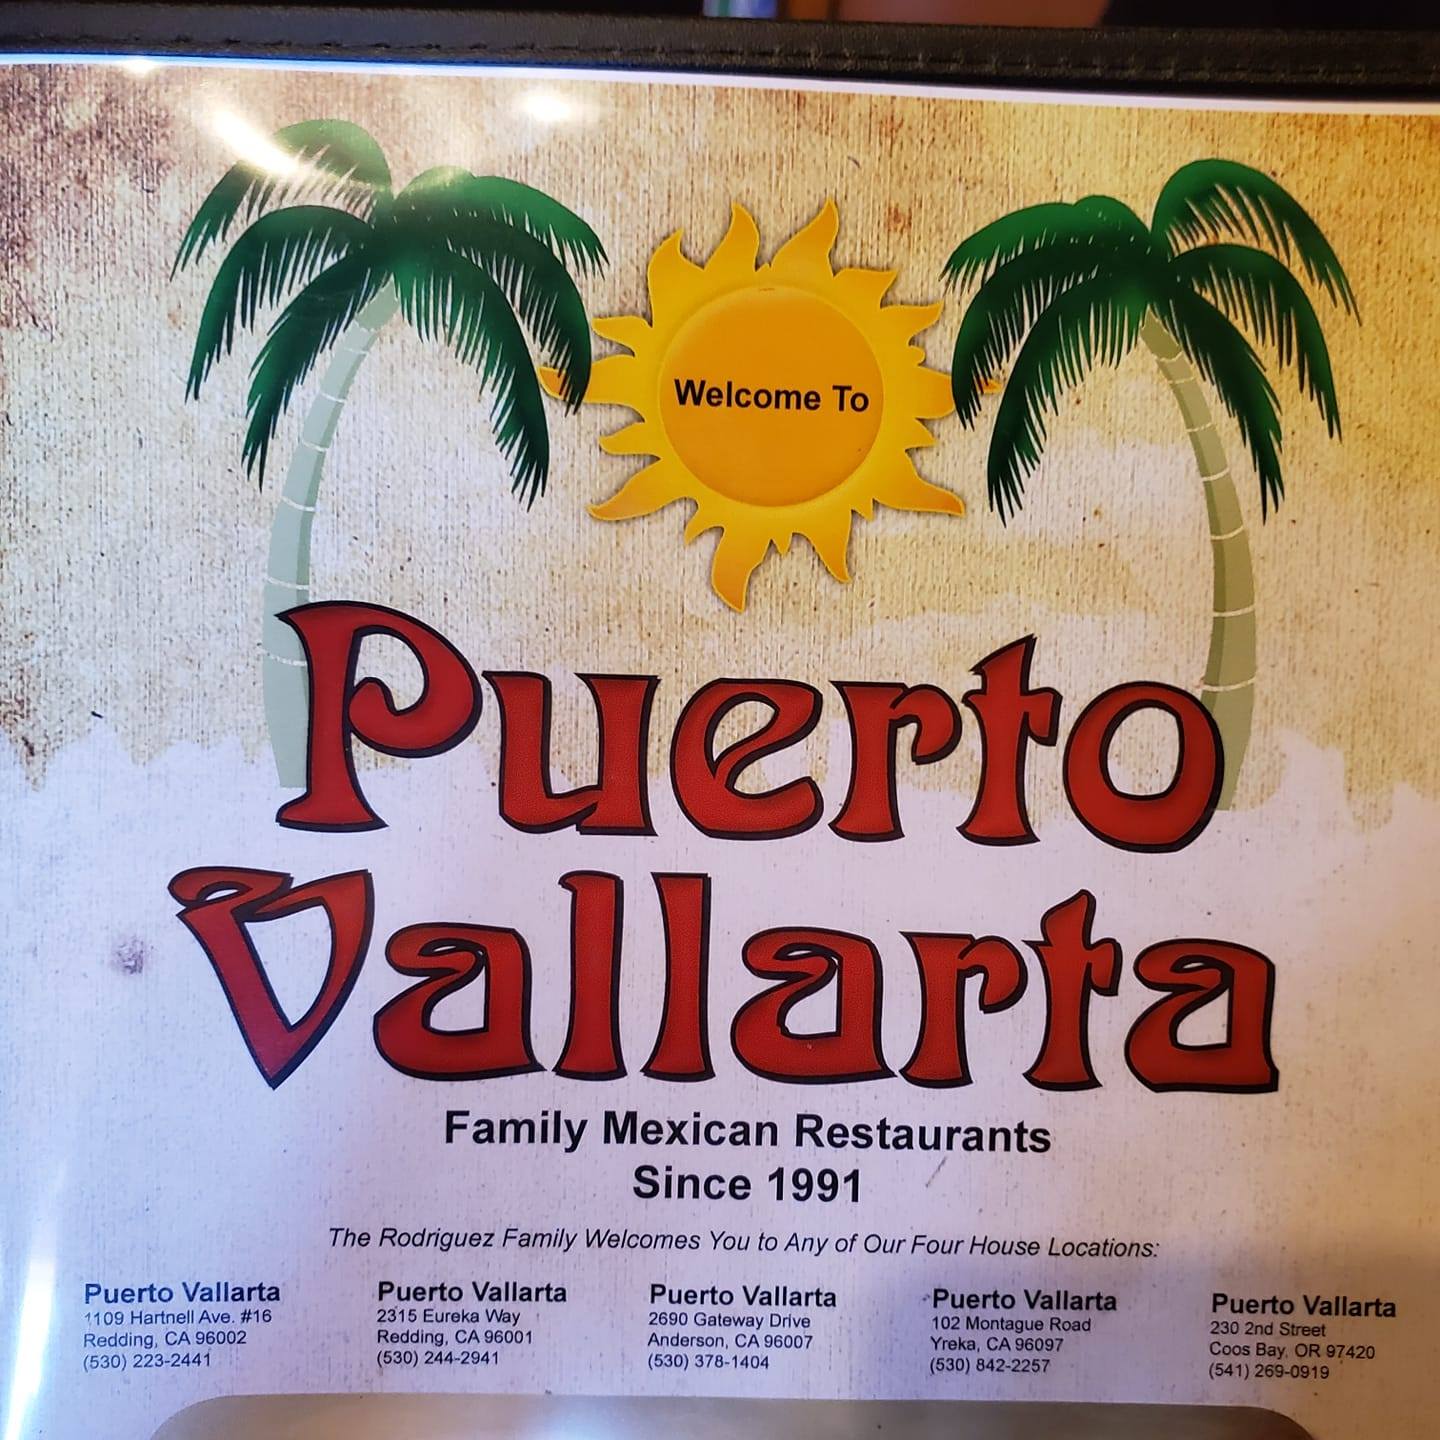 Welcome To
Puerto
Vallarta
Family Mexican Restaurants
Since 1991
The Rodriguez Family Welcomes You to Any of Our Four House Locations:
Puerto Vallarta
1109 Hartnell Ave. #16
Redding, CA 96002
(530) 223-2441
Puerto Vallarta
2315 Eureka Way
Redding, CA 96001
(530) 244-2941
Puerto Vallarta
2690 Gateway Drive
Anderson, CA 96007
(530) 378-1404
Puerto Vallarta
102 Montague Road
Yreka, CA 96097
(530) 842-2257
Puerto Vallarta
230 2nd Street
Coos Bay, OR 97420
(541) 269-0919